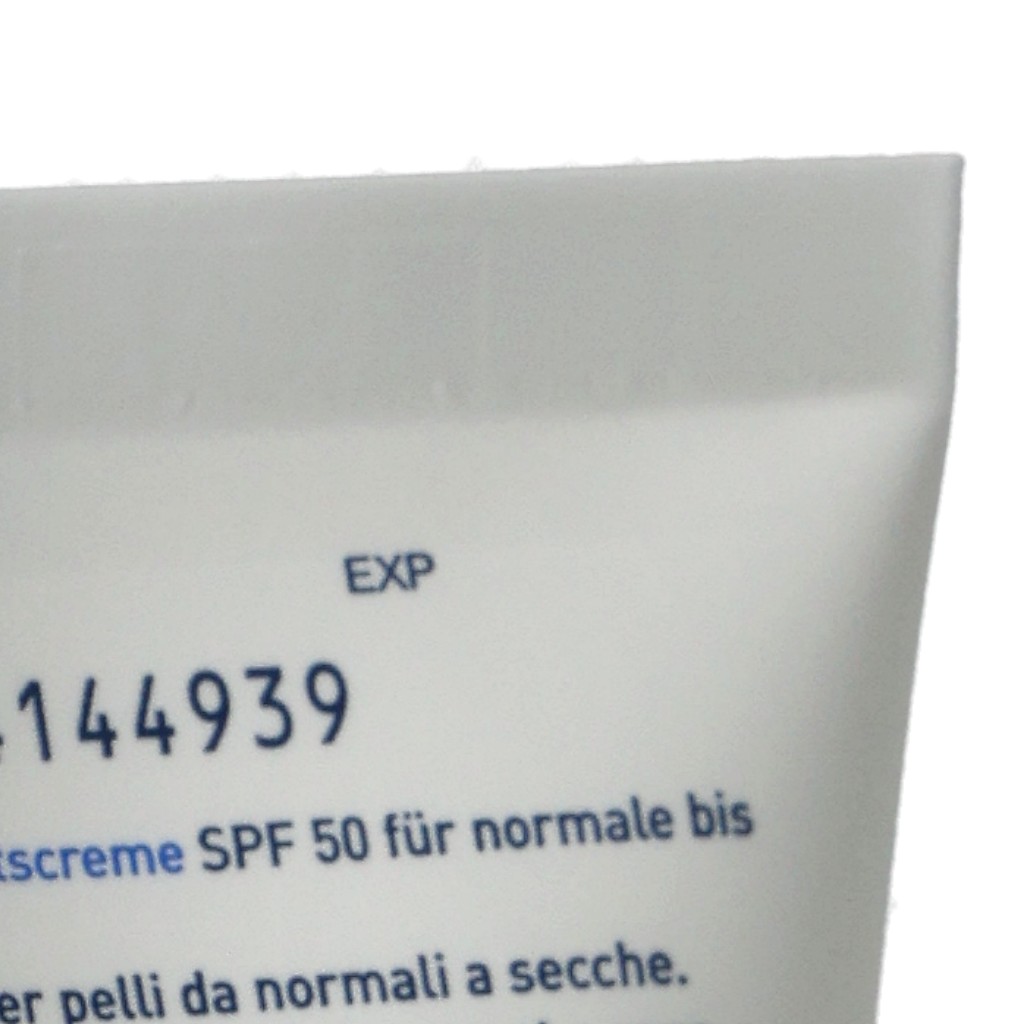 EXP
144939
tscreme SPF 50 für normale bis
er pelli da normali a secche.